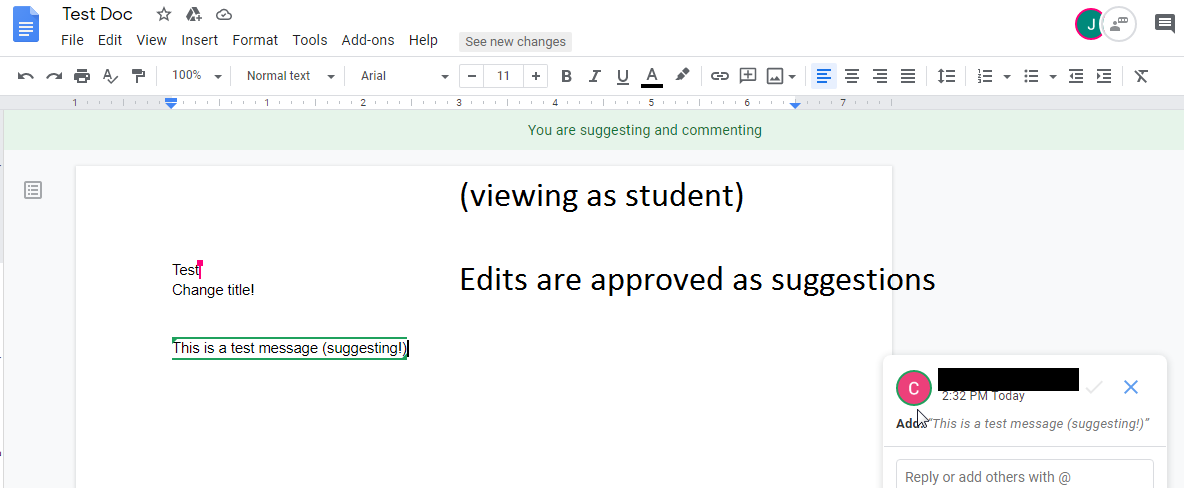 Test Doc
File Edit View Insert Format Tools Add-ons Help See new changes
J
100% Normal text Arial 11
1 1 2 3 4 5 6 7
You are suggesting and commenting
(viewing as student)
Test
Change title!
Edits are approved as suggestions
This is a test message (suggesting!)
C
2:32 PM Today
Add: “This is a test message (suggesting!)”
Reply or add others with @